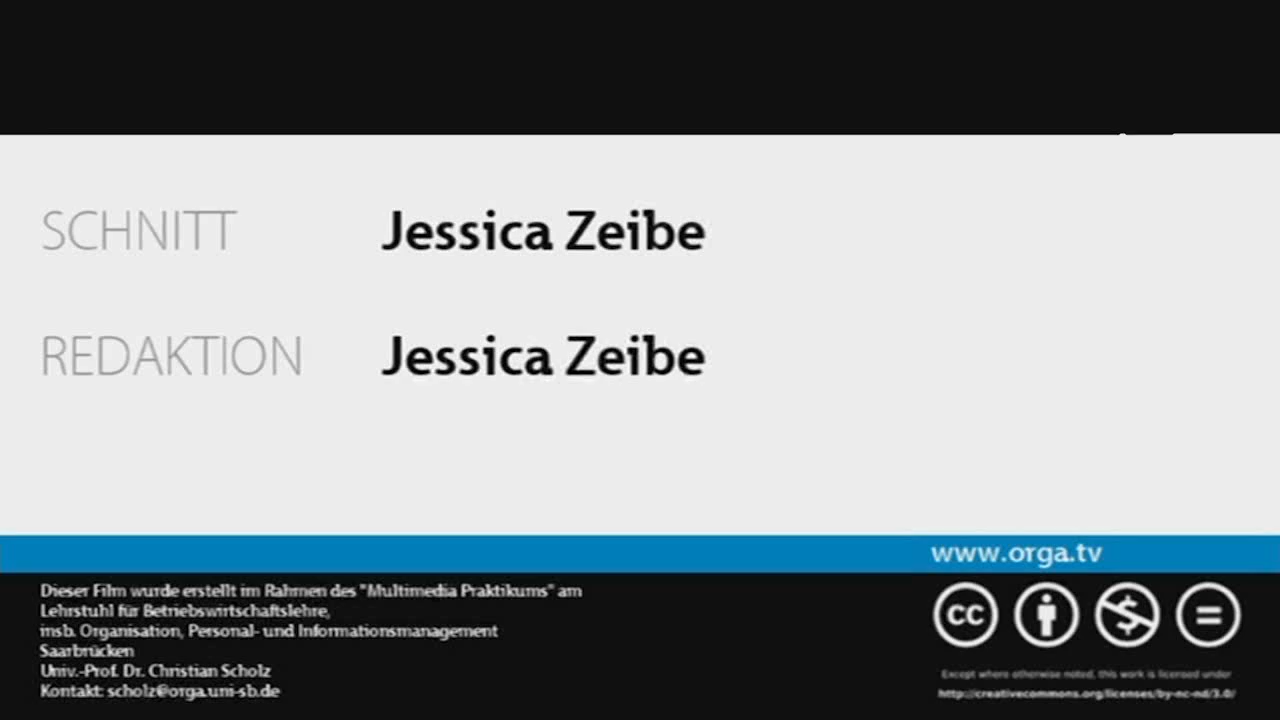 SCHNITT Jessica Zeibe
REDAKTION Jessica Zeibe
www.orga.tv
Dieser Film wurde erstellt im Rahmen des "Multimedia Praktikums" am
Lehrstuhl für Betriebswirtschaftslehre,
insb. Organisation, Personal- und Informationsmanagement
Saarbrücken
Univ.-Prof. Dr. Christian Scholz
Kontakt: scholz@orga.uni-sb.de
cc
Except where otherwise noted, this work is licensed under
http://creativecommons.org/licenses/by-nc-nd/3.0/